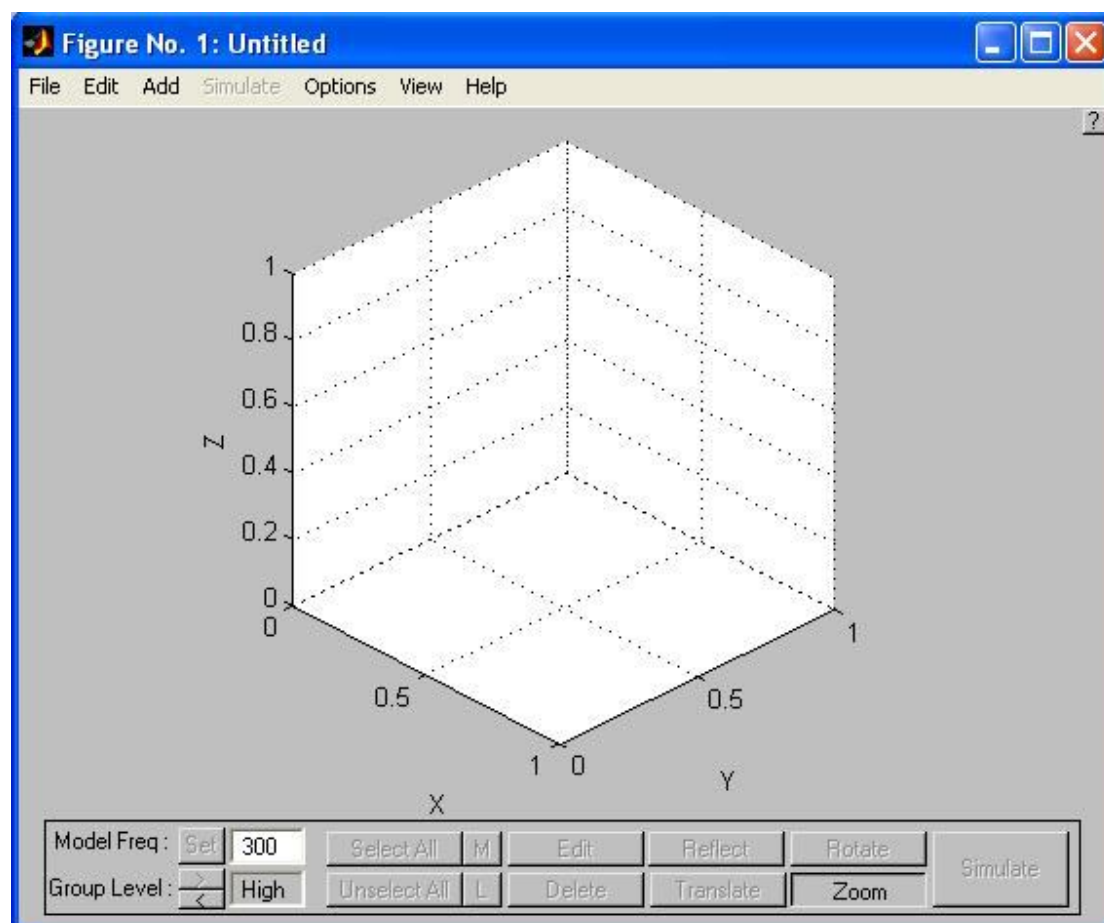 Figure No. 1: Untitled
File Edit Add Simulate Options View Help
?
1
0.8
0.6
Z
0.4
0.2
0
0
1
0.5
0.5
1 0
Y
X
Model Freq : Set 300 Select All M Edit Reflect Rotate Simulate
Group Level : > < High Unselect All L Delete Translate Zoom